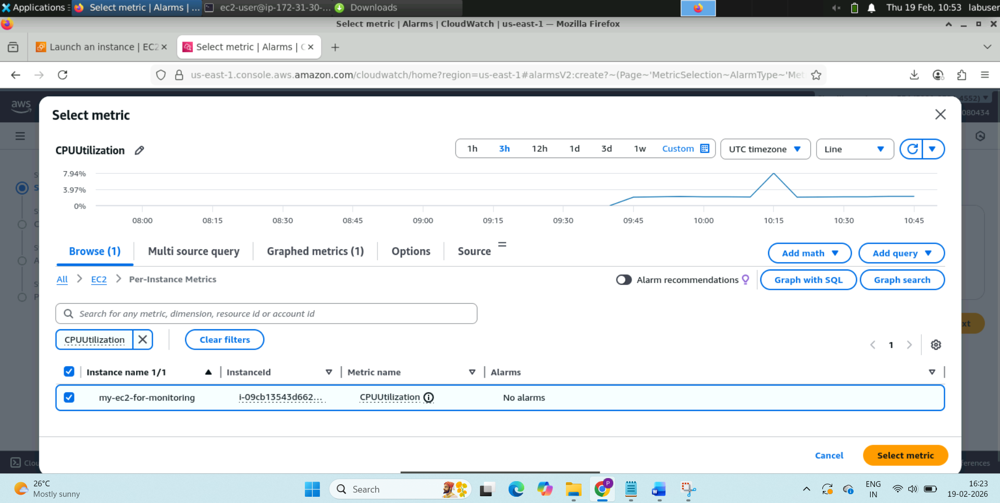 Applications
Select metric | Alarms | ...
ec2-user@ip-172-31-30-...
Downloads
Thu 19 Feb, 10:53
labuser
Select metric | Alarms | CloudWatch | us-east-1 — Mozilla Firefox
Launch an instance | EC2
Select metric | Alarms | C
us-east-1.console.aws.amazon.com/cloudwatch/home?region=us-east-1#alarmsV2:create?~(Page~'MetricSelection~AlarmType~'Met
aws
4552)
080434
Select metric
CPUUtilization
1h 3h 12h 1d 3d 1w Custom
UTC timezone
Line
7.94%
3.97%
0%
08:00 08:15 08:30 08:45 09:00 09:15 09:30 09:45 10:00 10:15 10:30 10:45
Browse (1)
Multi source query
Graphed metrics (1)
Options
Source
Add math
Add query
All EC2 Per-Instance Metrics
Alarm recommendations
Graph with SQL
Graph search
Search for any metric, dimension, resource id or account id
CPUUtilization
Clear filters
1
Instance name 1/1
InstanceId
Metric name
Alarms
my-ec2-for-monitoring
i-09cb13543d662...
CPUUtilization
No alarms
Cancel
Select metric
Clou
ferences
26°C
Mostly sunny
Search
P
ENG
IN
16:23
19-02-2026